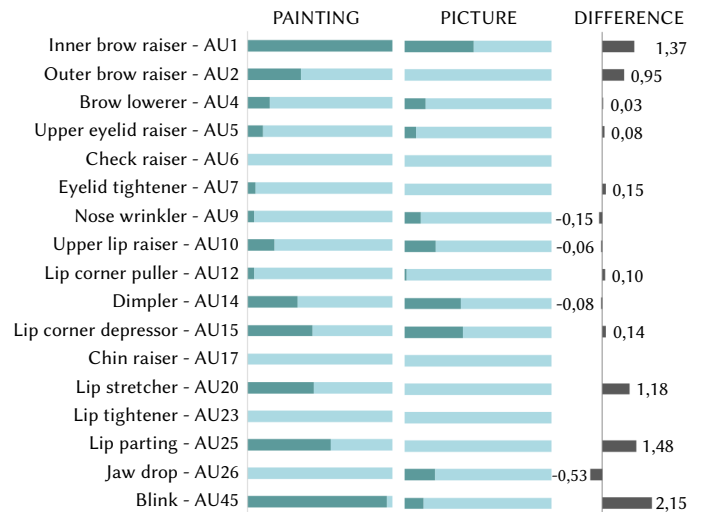 PAINTING PICTURE DIFFERENCE
Inner brow raiser - AU1 1,37
Outer brow raiser - AU2 0,95
Brow lowerer - AU4 0,03
Upper eyelid raiser - AU5 0,08
Check raiser - AU6
Eyelid tightener - AU7 0,15
Nose wrinkler - AU9 -0,15
Upper lip raiser - AU10 -0,06
Lip corner puller - AU12 0,10
Dimpler - AU14 -0,08
Lip corner depressor - AU15 0,14
Chin raiser - AU17
Lip stretcher - AU20 1,18
Lip tightener - AU23
Lip parting - AU25 1,48
Jaw drop - AU26 -0,53
Blink - AU45 2,15